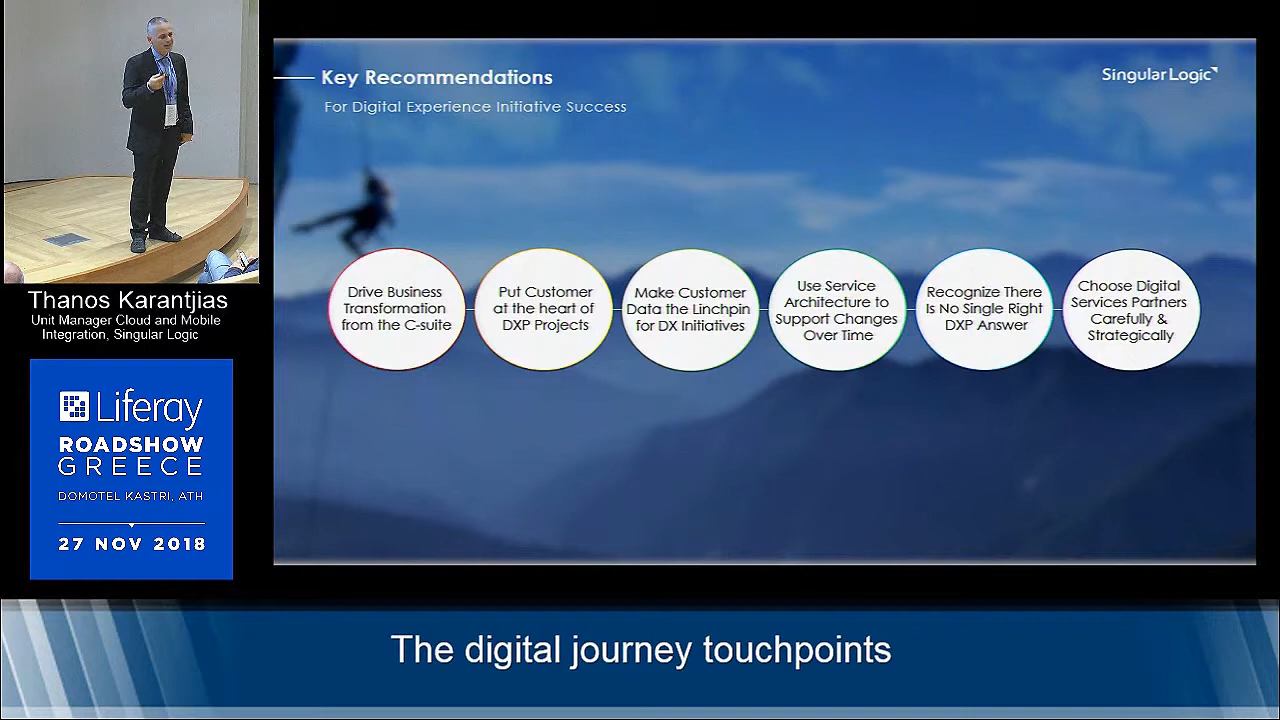 Key Recommendations
For Digital Experience Initiative Success
SingularLogic
Drive Business
Transformation
from the C-suite
Put Customer
at the heart of
DXP Projects
Make Customer
Data the Linchpin
for DX Initiatives
Use Service
Architecture to
Support Changes
Over Time
Recognize There
Is No Single Right
DXP Answer
Choose Digital
Services Partners
Carefully &
Strategically
Thanos Karantjias
Unit Manager Cloud and Mobile
Integration, Singular Logic
Liferay
ROADSHOW
GREECE
DOMOTEL KASTRI, ATH
27 NOV 2018
The digital journey touchpoints